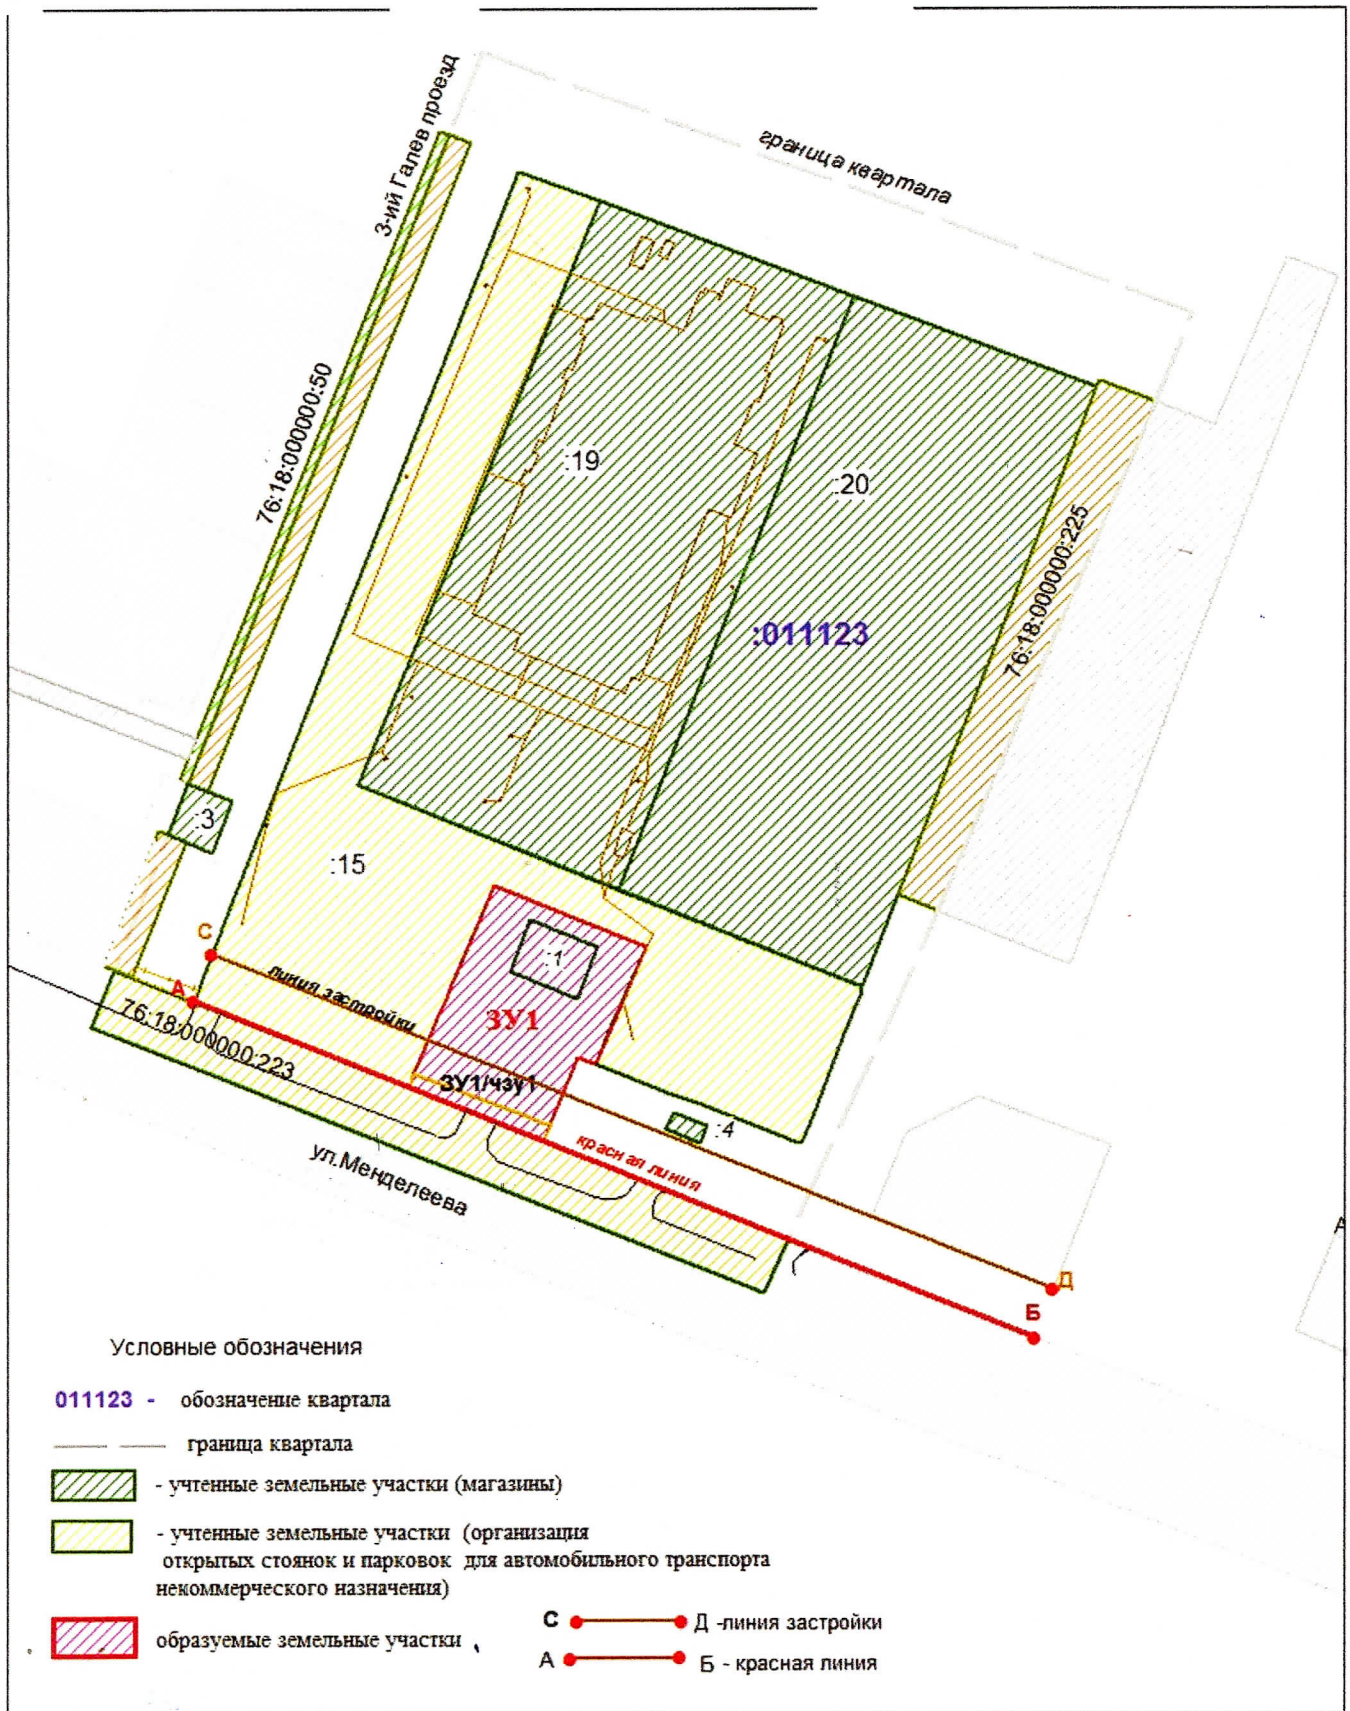 3-ий Галев проезд
граница квартала
76:18:000000:50
:19
:20
76:18:000000:225
:011123
:3
:15
С
:1
линия застройки
А
ЗУ1
76:18:000000:223
ЗУ1/чзу1
:4
красная линия
ул.Менделеева
А
Д
Б
Условные обозначения
011123 - обозначение квартала
граница квартала
- учтенные земельные участки (магазины)
- учтенные земельные участки (организация
открытых стоянок и парковок для автомобильного транспорта
некоммерческого назначения)
образуемые земельные участки
С Д -линия застройки
А Б - красная линия